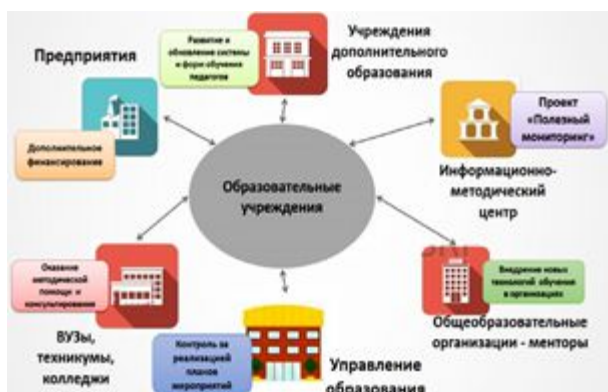 Предприятия
Развитие и
обновление системы
и форм обучения
педагогов
Учреждения
дополнительного
образования
Дополнительное
финансирование
Проект
«Полезный
мониторинг»
Образовательные
учреждения
Информационно-
методический
центр
Оказание
методической
помощи и
консультирования
Внедрение новых
технологий обучения
в организациях
ВУЗы,
техникумы,
колледжи
Контроль за
реализацией
планов
мероприятий
Общеобразовательные
организации - менторы
Управление
образования